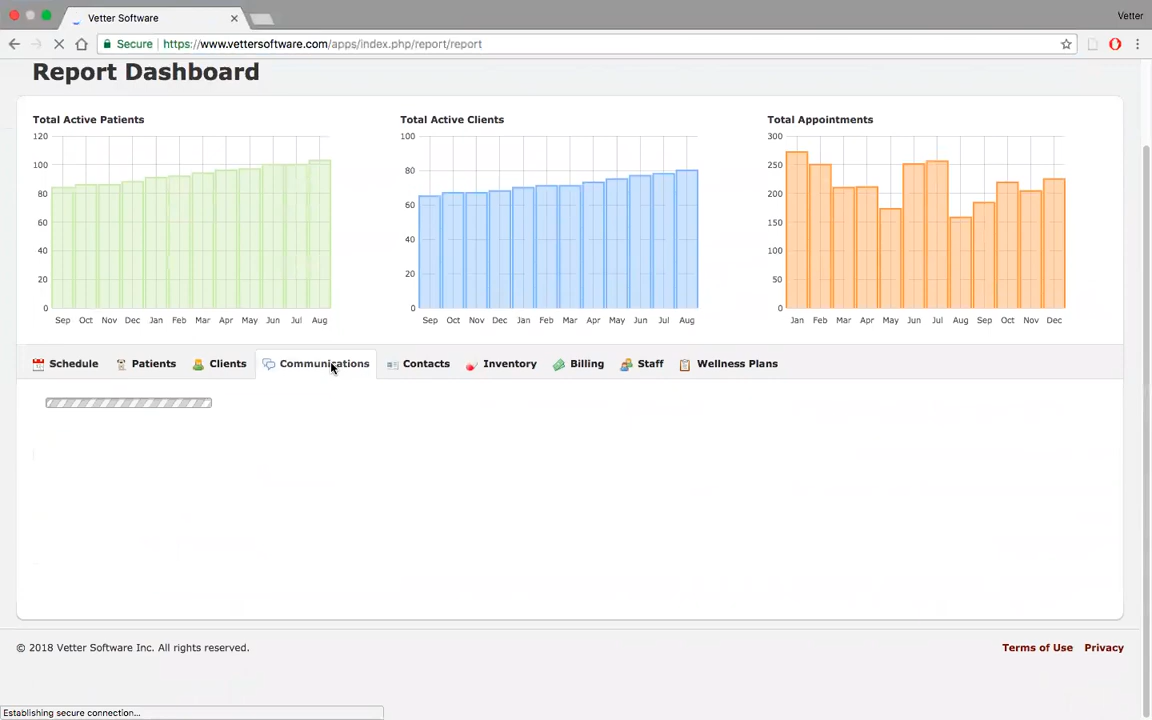 Vetter Software
Vetter
Secure
https://www.vettersoftware.com/apps/index.php/report/report
Report Dashboard
Total Active Patients
120
100
80
60
40
20
0
Sep Oct Nov Dec Jan Feb Mar Apr May Jun Jul Aug
Total Active Clients
100
80
60
40
20
0
Sep Oct Nov Dec Jan Feb Mar Apr May Jun Jul Aug
Total Appointments
300
250
200
150
100
50
0
Jan Feb Mar Apr May Jun Jul Aug Sep Oct Nov Dec
Schedule Patients Clients Communications Contacts Inventory Billing Staff Wellness Plans
© 2018 Vetter Software Inc. All rights reserved.
Terms of Use Privacy
Establishing secure connection...